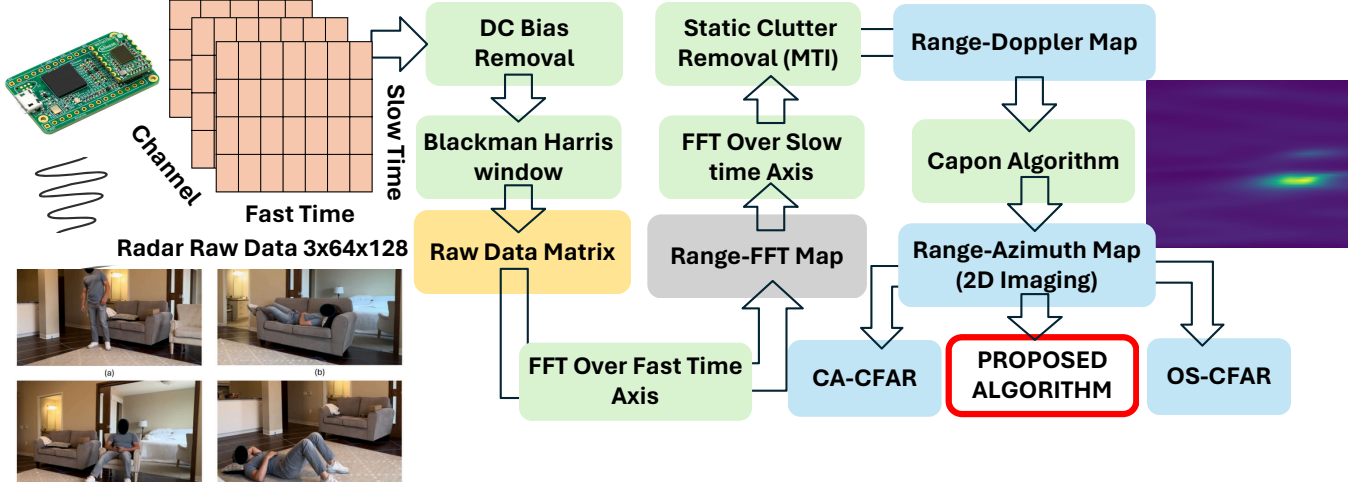 Channel
Slow Time
Fast Time
Radar Raw Data 3x64x128
(a)
(b)
DC Bias
Removal
Blackman Harris
window
Raw Data Matrix
FFT Over Fast Time
Axis
Range-FFT Map
FFT Over Slow
time Axis
Static Clutter
Removal (MTI)
Range-Doppler Map
Capon Algorithm
Range-Azimuth Map
(2D Imaging)
CA-CFAR
PROPOSED
ALGORITHM
OS-CFAR